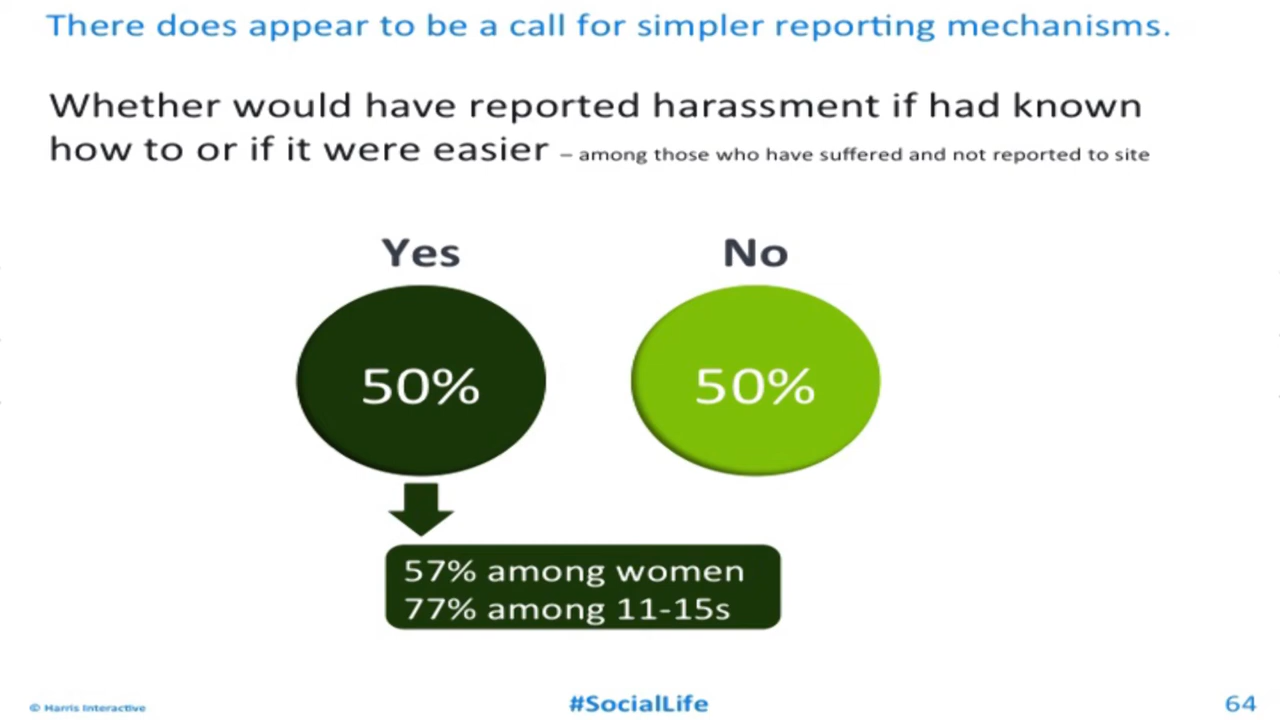 There does appear to be a call for simpler reporting mechanisms.
Whether would have reported harassment if had known
how to or if it were easier – among those who have suffered and not reported to site
Yes
No
50%
50%
57% among women
77% among 11-15s
© Harris Interactive
#SocialLife
64